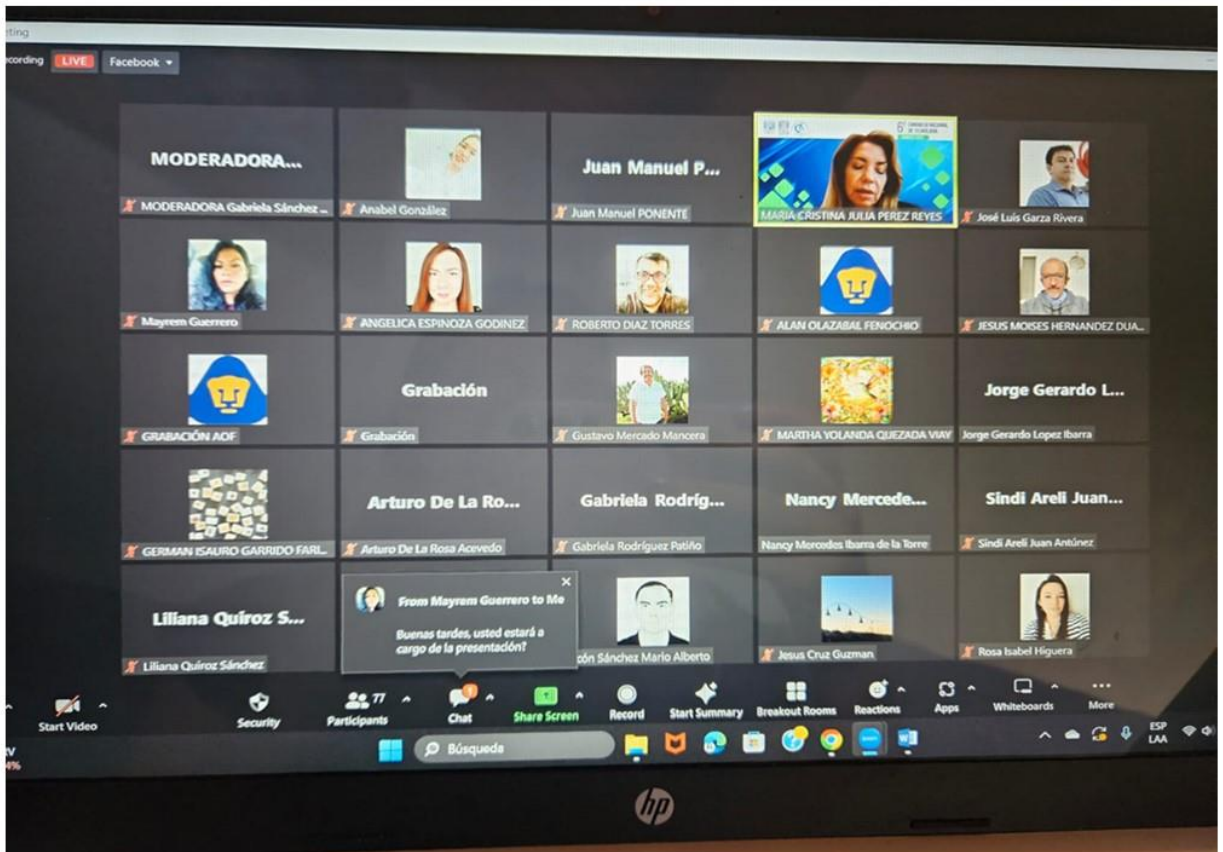 LIVE
Facebook
MODERADORA...
MODERADORA Gabriela Sánchez ...
Anabel González
Juan Manuel P...
Juan Manuel PONENTE
MARIA CRISTINA JULIA PEREZ REYES
José Luis Garza Rivera
Mayrem Guerrero
ANGELICA ESPINOZA GODINEZ
ROBERTO DIAZ TORRES
ALAN OLAZABAL FENOCHIO
JESUS MOISES HERNANDEZ DUA...
GRABACIÓN AOF
Grabación
Grabación
Gustavo Mercado Mancera
MARTHA YOLANDA QUEZADA VIAY
Jorge Gerardo L...
Jorge Gerardo Lopez Ibarra
GERMAN ISAURO GARRIDO FARI...
Arturo De La Ro...
Arturo De La Rosa Acevedo
Gabriela Rodríg...
Gabriela Rodríguez Patiño
Nancy Mercede...
Nancy Mercedes Ibarra de la Torre
Sindi Areli Juan...
Sindi Areli Juan Antúnez
Liliana Quiroz S...
Liliana Quiroz Sánchez
From Mayrem Guerrero to Me
Buenas tardes, usted estará a
cargo de la presentación?
cón Sánchez Mario Alberto
Jesus Cruz Guzman
Rosa Isabel Higuera
Start Video
Security
77
Participants
Chat
Share Screen
Record
Start Summary
Breakout Rooms
Reactions
Apps
Whiteboards
More
Búsqueda
ESP
LAA
hp